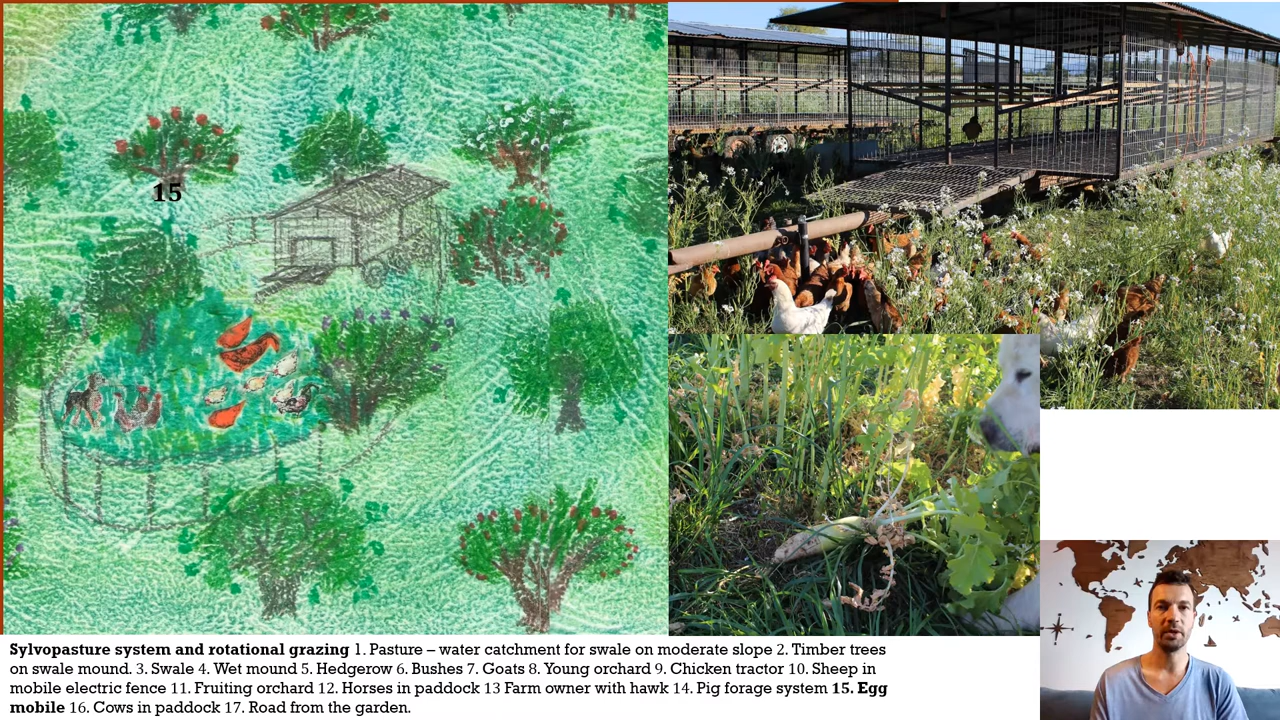 15
Sylvopasture system and rotational grazing 1. Pasture – water catchment for swale on moderate slope 2. Timber trees
on swale mound. 3. Swale 4. Wet mound 5. Hedgerow 6. Bushes 7. Goats 8. Young orchard 9. Chicken tractor 10. Sheep in
mobile electric fence 11. Fruiting orchard 12. Horses in paddock 13 Farm owner with hawk 14. Pig forage system 15. Egg
mobile 16. Cows in paddock 17. Road from the garden.